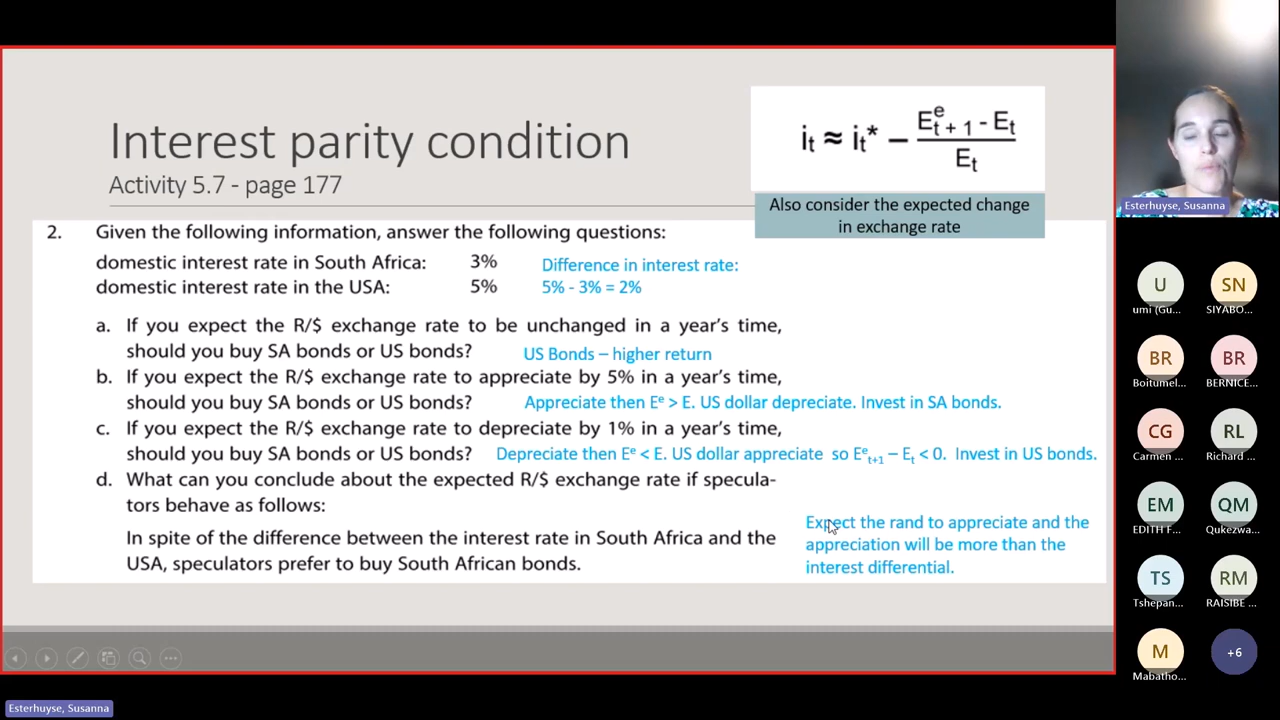 Interest parity condition
Activity 5.7 - page 177
iₜ ≈ iₜ* − (Eᵉₜ₊₁ - Eₜ) / Eₜ
Also consider the expected change
in exchange rate
2. Given the following information, answer the following questions:
domestic interest rate in South Africa: 3%
domestic interest rate in the USA: 5%
Difference in interest rate:
5% - 3% = 2%
a. If you expect the R/$ exchange rate to be unchanged in a year's time,
should you buy SA bonds or US bonds? US Bonds – higher return
b. If you expect the R/$ exchange rate to appreciate by 5% in a year's time,
should you buy SA bonds or US bonds? Appreciate then Eᵉ > E. US dollar depreciate. Invest in SA bonds.
c. If you expect the R/$ exchange rate to depreciate by 1% in a year's time,
should you buy SA bonds or US bonds? Depreciate then Eᵉ < E. US dollar appreciate so Eᵉₜ₊₁ – Eₜ < 0. Invest in US bonds.
d. What can you conclude about the expected R/$ exchange rate if specula-
tors behave as follows:
In spite of the difference between the interest rate in South Africa and the
USA, speculators prefer to buy South African bonds.
Expect the rand to appreciate and the
appreciation will be more than the
interest differential.
Esterhuyse, Susanna
U
umi (Gu...
SN
SIYABO...
BR
Boitumel...
BR
BERNICE...
CG
Carmen ...
RL
Richard ...
EM
EDITH F...
QM
Qukezwa...
TS
Tshepan...
RM
RAISIBE ...
M
Mabatho...
+6
Esterhuyse, Susanna